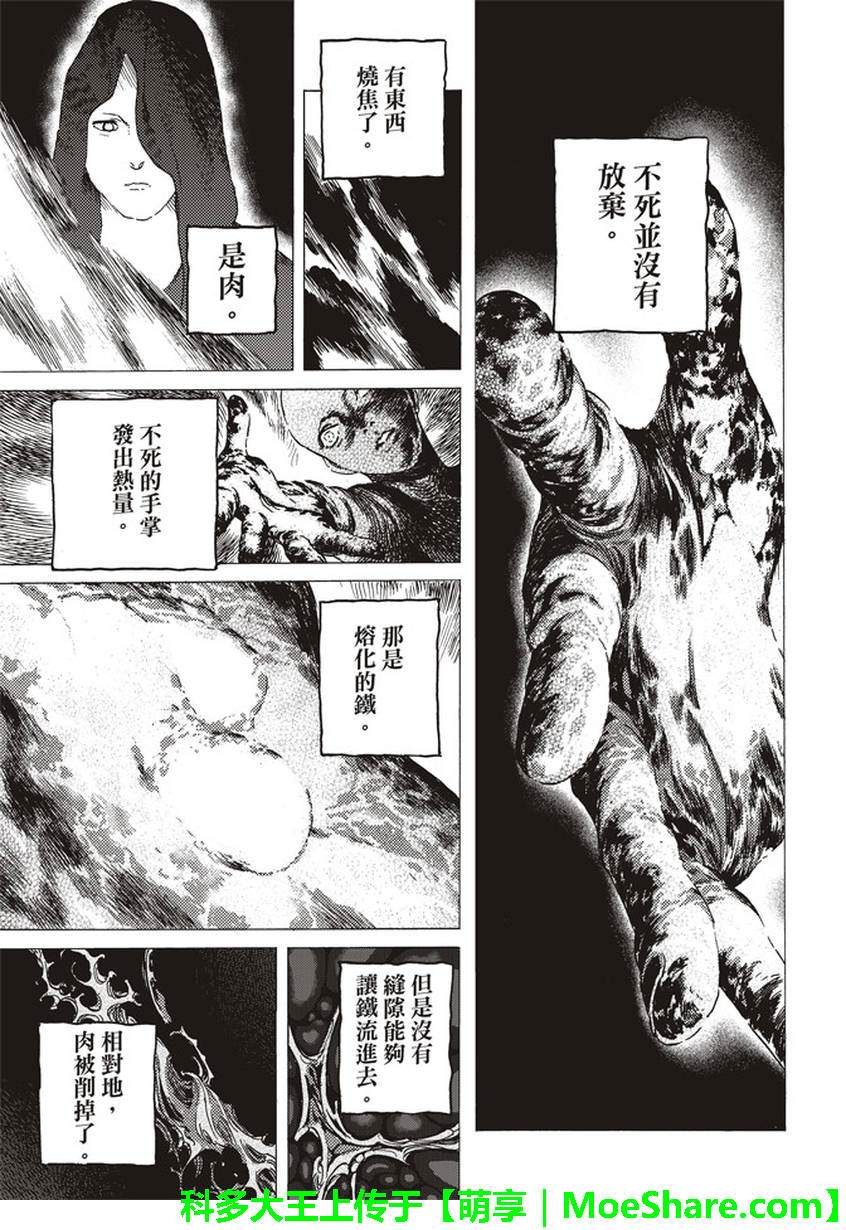 不死並沒有
放棄。
有東西
燒焦了。
是肉。
不死的手掌
發出熱量。
那是
熔化的鐵。
但是沒有
縫隙能夠
讓鐵流進去。
相對地，
肉被削掉了。
科多大王上传于【萌享｜MoeShare.com】